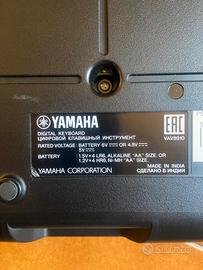 YAMAHA
DIGITAL KEYBOARD
ЦИФРОВОЙ КЛАВИШНЫЙ ИНСТРУМЕНТ
RATED VOLTAGE: BATTERY 6V ⎓ OR 4.8V ⎓
5V ⎓
BATTERY : 1.5V×4 LR6, ALKALINE "AA" SIZE, OR
1.2V×4 HR6, Ni-MH "AA" SIZE
YAMAHA CORPORATION
EAC
VAV8910
MADE IN INDIA
СДЕЛАНО В ИНДИИ
subito